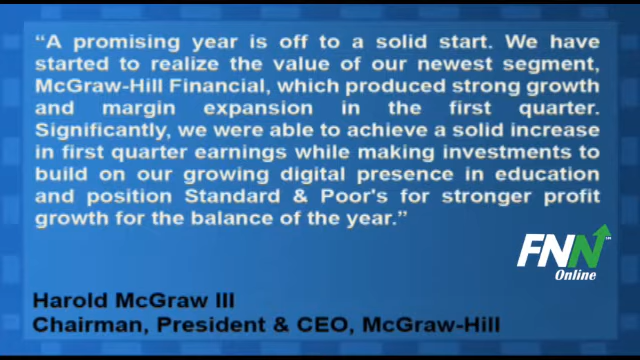 “A promising year is off to a solid start. We have
started to realize the value of our newest segment,
McGraw-Hill Financial, which produced strong growth
and margin expansion in the first quarter.
Significantly, we were able to achieve a solid increase
in first quarter earnings while making investments to
build on our growing digital presence in education
and position Standard & Poor's for stronger profit
growth for the balance of the year.”
FNN
Online
Harold McGraw III
Chairman, President & CEO, McGraw-Hill